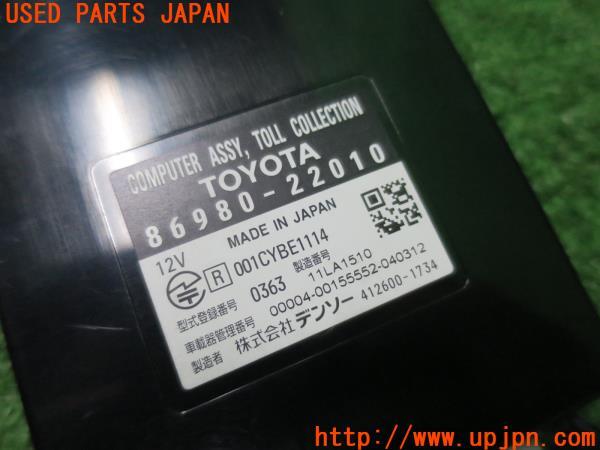 USED PARTS JAPAN
COMPUTER ASSY, TOLL COLLECTION
TOYOTA
86980-22010
12V MADE IN JAPAN
R 001CYBE1114
型式登録番号 0363 製造番号 11LA1510
車載器管理番号 00004-00155552-040312
製造者 株式会社デンソー 412600-1734
http://www.upjpn.com